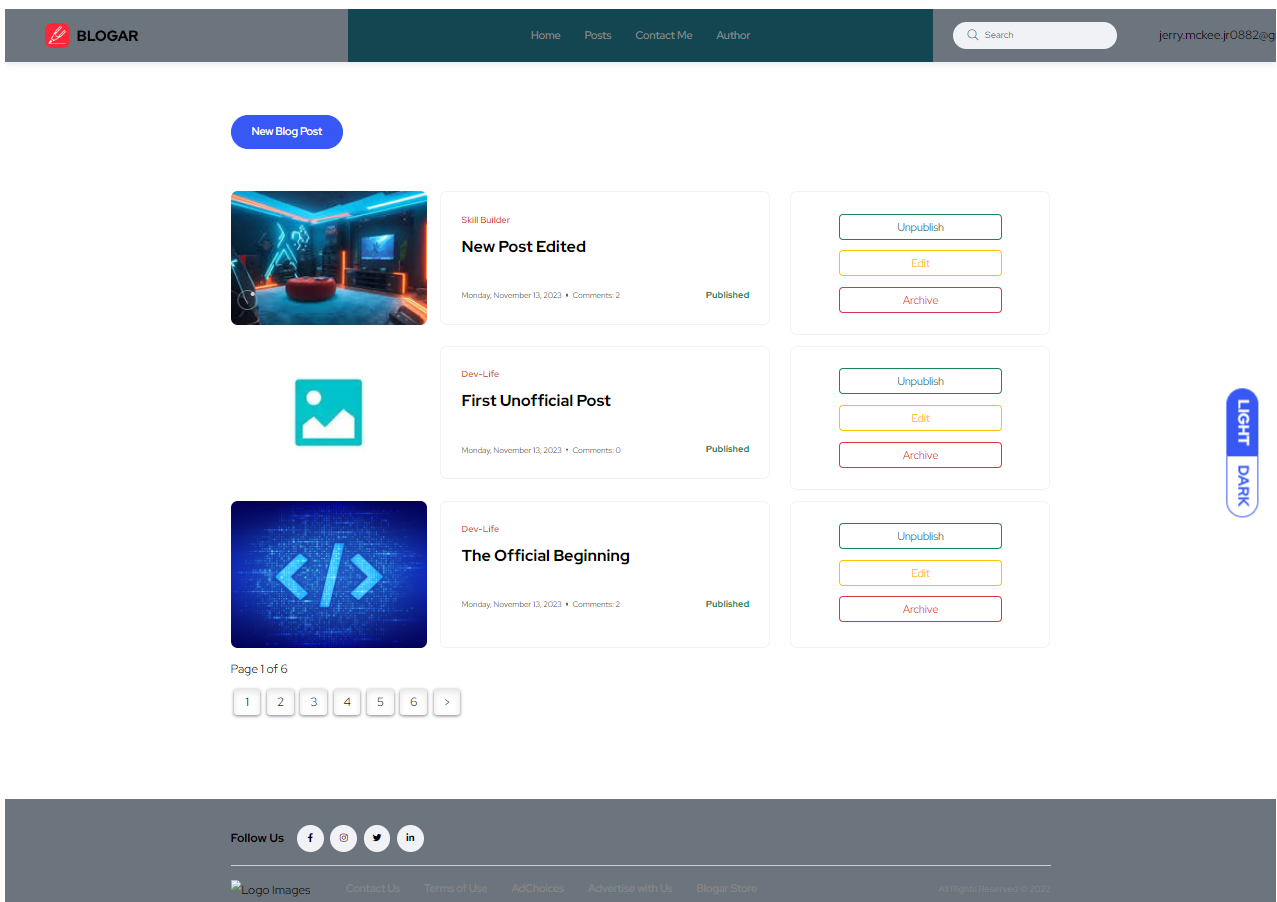 BLOGAR
Home Posts Contact Me Author
Search
jerry.mckee.jr0882@g
New Blog Post
Skill Builder
New Post Edited
Monday, November 13, 2023 • Comments: 2
Published
Unpublish
Edit
Archive
Dev-Life
First Unofficial Post
Monday, November 13, 2023 • Comments: 0
Published
Unpublish
Edit
Archive
LIGHT
DARK
Dev-Life
The Official Beginning
Monday, November 13, 2023 • Comments: 2
Published
Unpublish
Edit
Archive
Page 1 of 6
1 2 3 4 5 6 >
Follow Us
Logo Images
Contact Us Terms of Use AdChoices Advertise with Us Blogar Store
All Rights Reserved © 2022